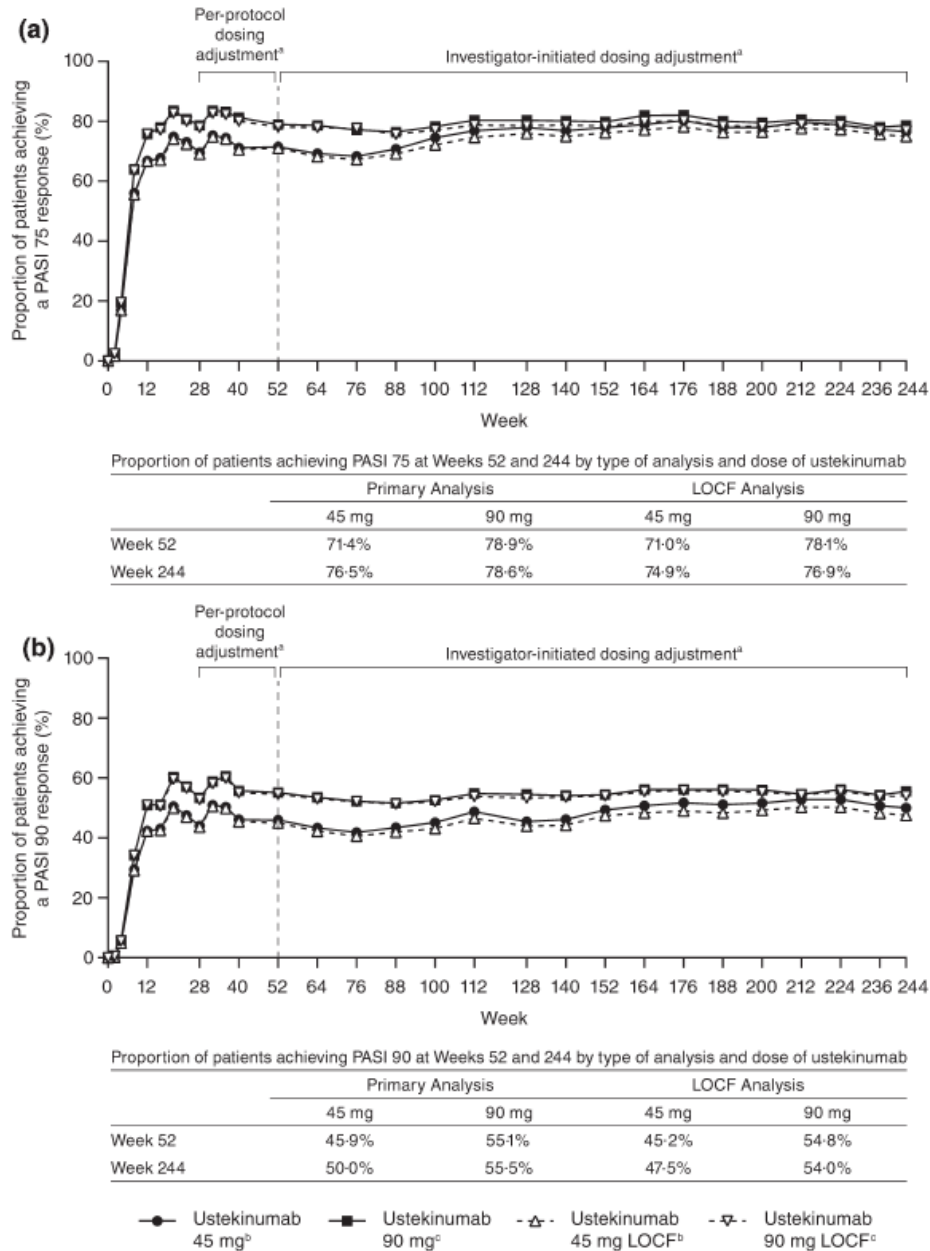 (a)
Per-protocol
dosing
adjustmentᵃ
Investigator-initiated dosing adjustmentᵃ
Proportion of patients achieving
a PASI 75 response (%)
100
80
60
40
20
0
0 12 28 40 52 64 76 88 100 112 128 140 152 164 176 188 200 212 224 236 244
Week
Proportion of patients achieving PASI 75 at Weeks 52 and 244 by type of analysis and dose of ustekinumab
Primary Analysis LOCF Analysis
45 mg 90 mg 45 mg 90 mg
Week 52 71·4% 78·9% 71·0% 78·1%
Week 244 76·5% 78·6% 74·9% 76·9%
(b)
Per-protocol
dosing
adjustmentᵃ
Investigator-initiated dosing adjustmentᵃ
Proportion of patients achieving
a PASI 90 response (%)
100
80
60
40
20
0
0 12 28 40 52 64 76 88 100 112 128 140 152 164 176 188 200 212 224 236 244
Week
Proportion of patients achieving PASI 90 at Weeks 52 and 244 by type of analysis and dose of ustekinumab
Primary Analysis LOCF Analysis
45 mg 90 mg 45 mg 90 mg
Week 52 45·9% 55·1% 45·2% 54·8%
Week 244 50·0% 55·5% 47·5% 54·0%
Ustekinumab Ustekinumab Ustekinumab Ustekinumab
45 mgᵇ 90 mgᶜ 45 mg LOCFᵇ 90 mg LOCFᶜ